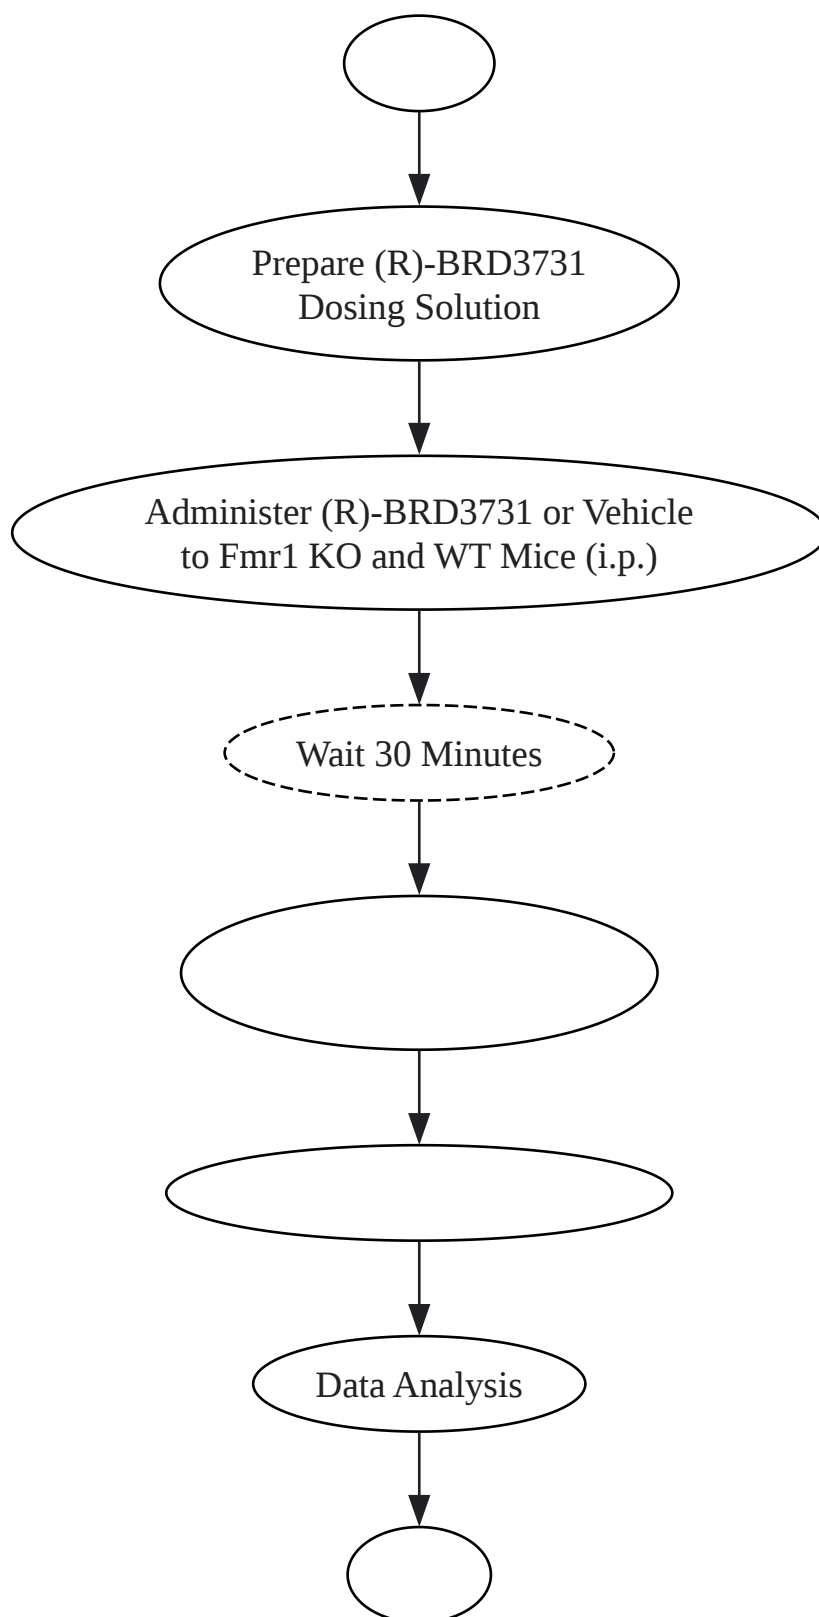 Prepare (R)-BRD3731
Dosing Solution
Administer (R)-BRD3731 or Vehicle
to Fmr1 KO and WT Mice (i.p.)
Wait 30 Minutes
Data Analysis